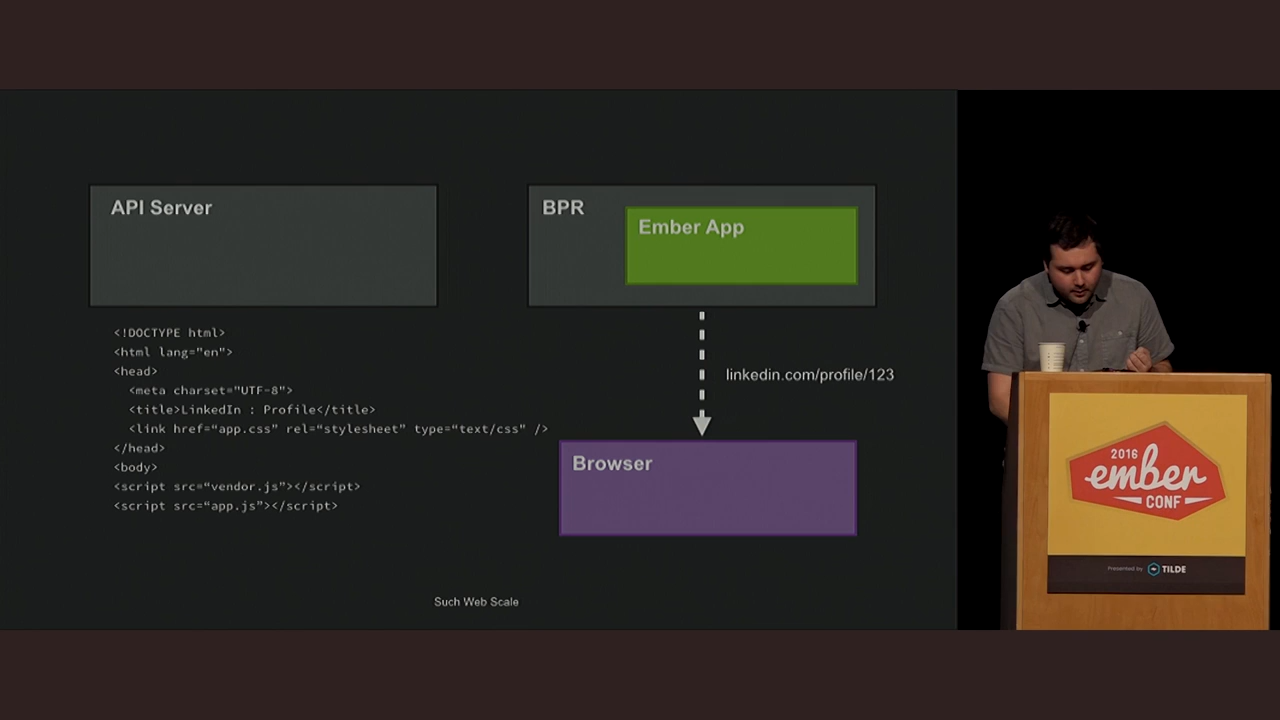 API Server
BPR
Ember App
<!DOCTYPE html>
<html lang="en">
<head>
<meta charset="UTF-8">
<title>LinkedIn : Profile</title>
<link href=“app.css” rel=“stylesheet” type=“text/css” />
</head>
<body>
<script src=“vendor.js”></script>
<script src=“app.js”></script>
linkedin.com/profile/123
Browser
Such Web Scale
2016
ember
CONF
Presented by TILDE